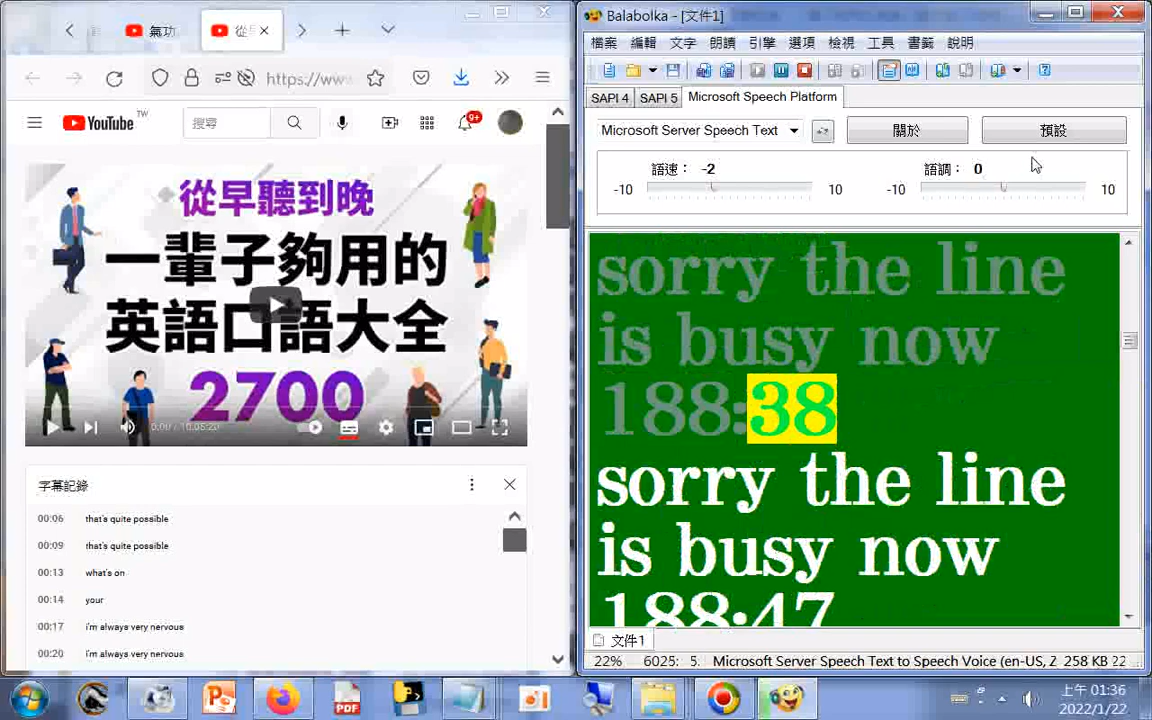 氣功
從
https://www
YouTube TW
搜尋
9+
從早聽到晚
一輩子夠用的
英語口語大全
2700
0:00 / 10:05:20
字幕記錄
00:06 that's quite possible
00:09 that's quite possible
00:13 what's on
00:14 your
00:17 i'm always very nervous
00:20 i'm always very nervous
Balabolka - [文件1]
檔案 編輯 文字 朗讀 引擎 選項 檢視 工具 書籤 說明
SAPI 4 SAPI 5 Microsoft Speech Platform
Microsoft Server Speech Text 關於 預設
語速： -2 語調： 0
-10 10 -10 10
sorry the line
is busy now
188:38
sorry the line
is busy now
188:47
文件1
22% 6025: 5. Microsoft Server Speech Text to Speech Voice (en-US, Z 258 KB 22
PDF
上午 01:36
2022/1/22